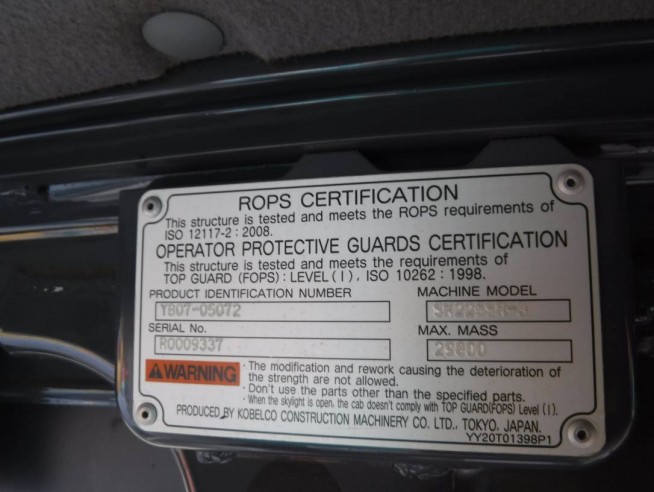 ROPS CERTIFICATION
This structure is tested and meets the ROPS requirements of
ISO 12117-2 : 2008.
OPERATOR PROTECTIVE GUARDS CERTIFICATION
This structure is tested and meets the requirements of
TOP GUARD (FOPS) : LEVEL (I), ISO 10262 : 1998.
PRODUCT IDENTIFICATION NUMBER
YB07-05072
MACHINE MODEL
SERIAL No.
R0009337
MAX. MASS
WARNING
· The modification and rework causing the deterioration of
the strength are not allowed.
· Don't use the parts other than the specified parts.
· When the skylight is open, the cab doesn't comply with TOP GUARD(FOPS) Level (I).
PRODUCED BY KOBELCO CONSTRUCTION MACHINERY CO. LTD., TOKYO, JAPAN.
YY20T01398P1